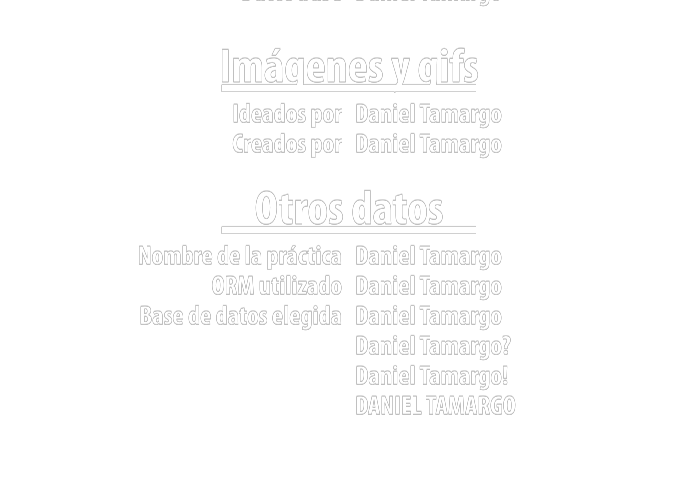 Imágenes y gifs
Ideados por Daniel Tamargo
Creados por Daniel Tamargo
Otros datos
Nombre de la práctica Daniel Tamargo
ORM utilizado Daniel Tamargo
Base de datos elegida Daniel Tamargo
Daniel Tamargo?
Daniel Tamargo!
DANIEL TAMARGO